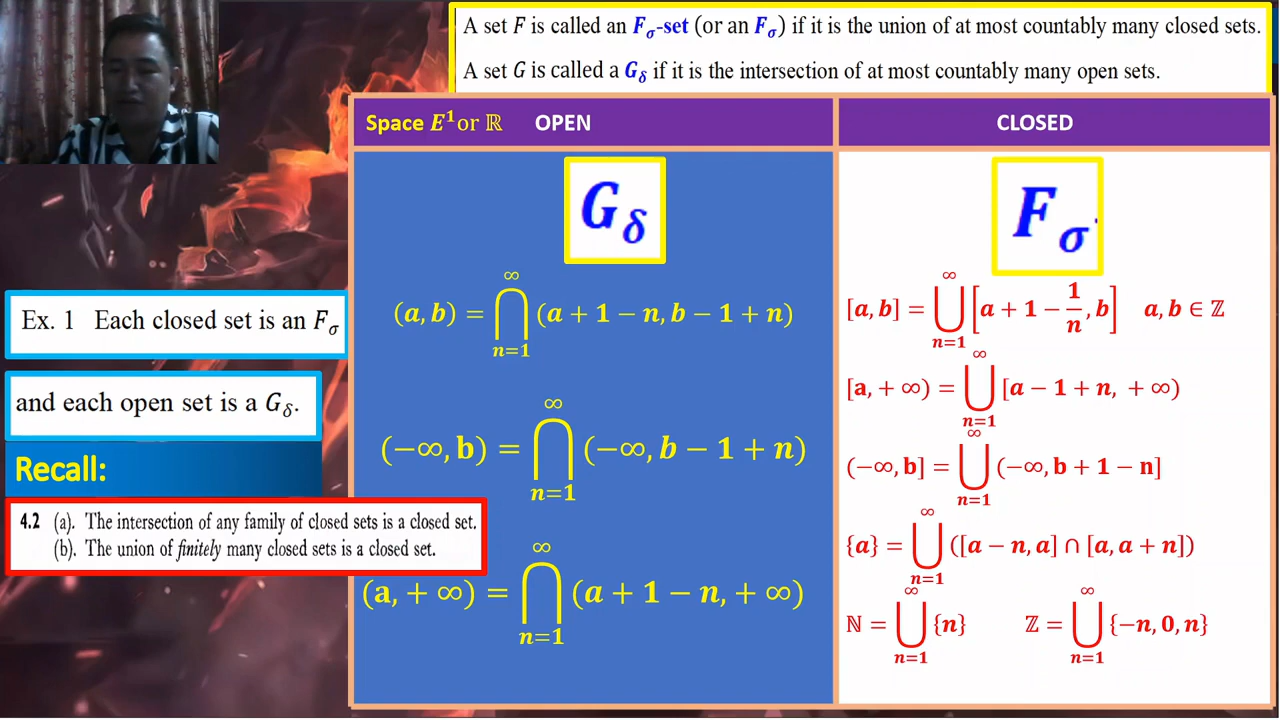 A set F is called an Fσ-set (or an Fσ) if it is the union of at most countably many closed sets.
A set G is called a Gδ if it is the intersection of at most countably many open sets.
Space E¹ or ℝ OPEN
CLOSED
Gδ
Fσ
(a, b) = ⋂_{n=1}^{∞} (a + 1 − n, b − 1 + n)
(−∞, b) = ⋂_{n=1}^{∞} (−∞, b − 1 + n)
(a, + ∞) = ⋂_{n=1}^{∞} (a + 1 − n, + ∞)
[a, b] = ⋃_{n=1}^{∞} [a + 1 − 1/n, b] a, b ∈ ℤ
[a, + ∞) = ⋃_{n=1}^{∞} [a − 1 + n, + ∞)
(−∞, b] = ⋃_{n=1}^{∞} (−∞, b + 1 − n]
{a} = ⋃_{n=1}^{∞} ([a − n, a] ∩ [a, a + n])
ℕ = ⋃_{n=1}^{∞} {n} ℤ = ⋃_{n=1}^{∞} {−n, 0, n}
Ex. 1 Each closed set is an Fσ
and each open set is a Gδ.
Recall:
4.2 (a). The intersection of any family of closed sets is a closed set.
(b). The union of finitely many closed sets is a closed set.